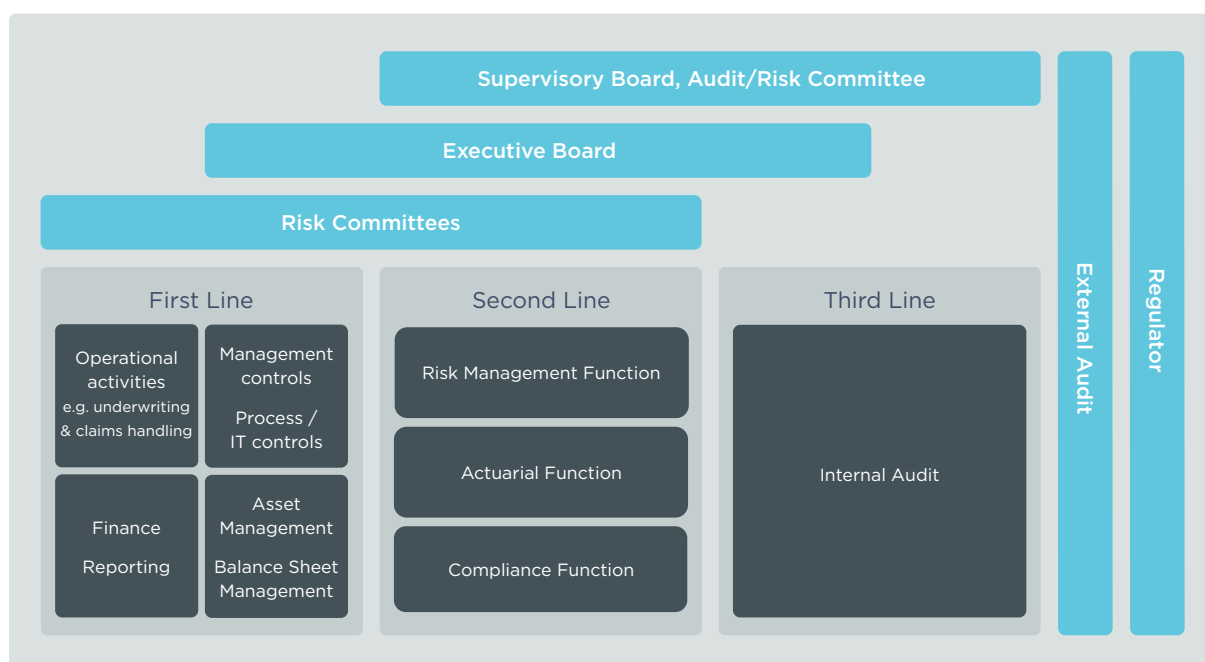 Supervisory Board, Audit/Risk Committee
Executive Board
Risk Committees
First Line
Operational
activities
e.g. underwriting
& claims handling
Management
controls
Process /
IT controls
Finance
Reporting
Asset
Management
Balance Sheet
Management
Second Line
Risk Management Function
Actuarial Function
Compliance Function
Third Line
Internal Audit
External Audit
Regulator